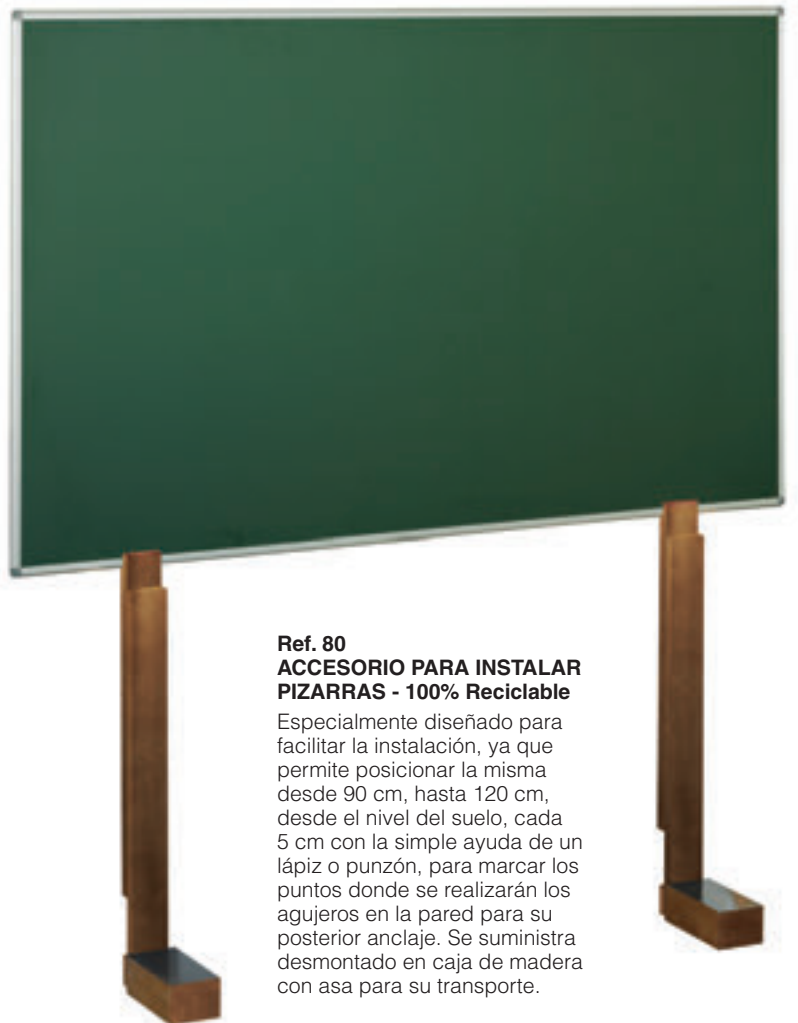 Ref. 80
ACCESORIO PARA INSTALAR
PIZARRAS - 100% Reciclable
Especialmente diseñado para
facilitar la instalación, ya que
permite posicionar la misma
desde 90 cm, hasta 120 cm,
desde el nivel del suelo, cada
5 cm con la simple ayuda de un
lápiz o punzón, para marcar los
puntos donde se realizarán los
agujeros en la pared para su
posterior anclaje. Se suministra
desmontado en caja de madera
con asa para su transporte.